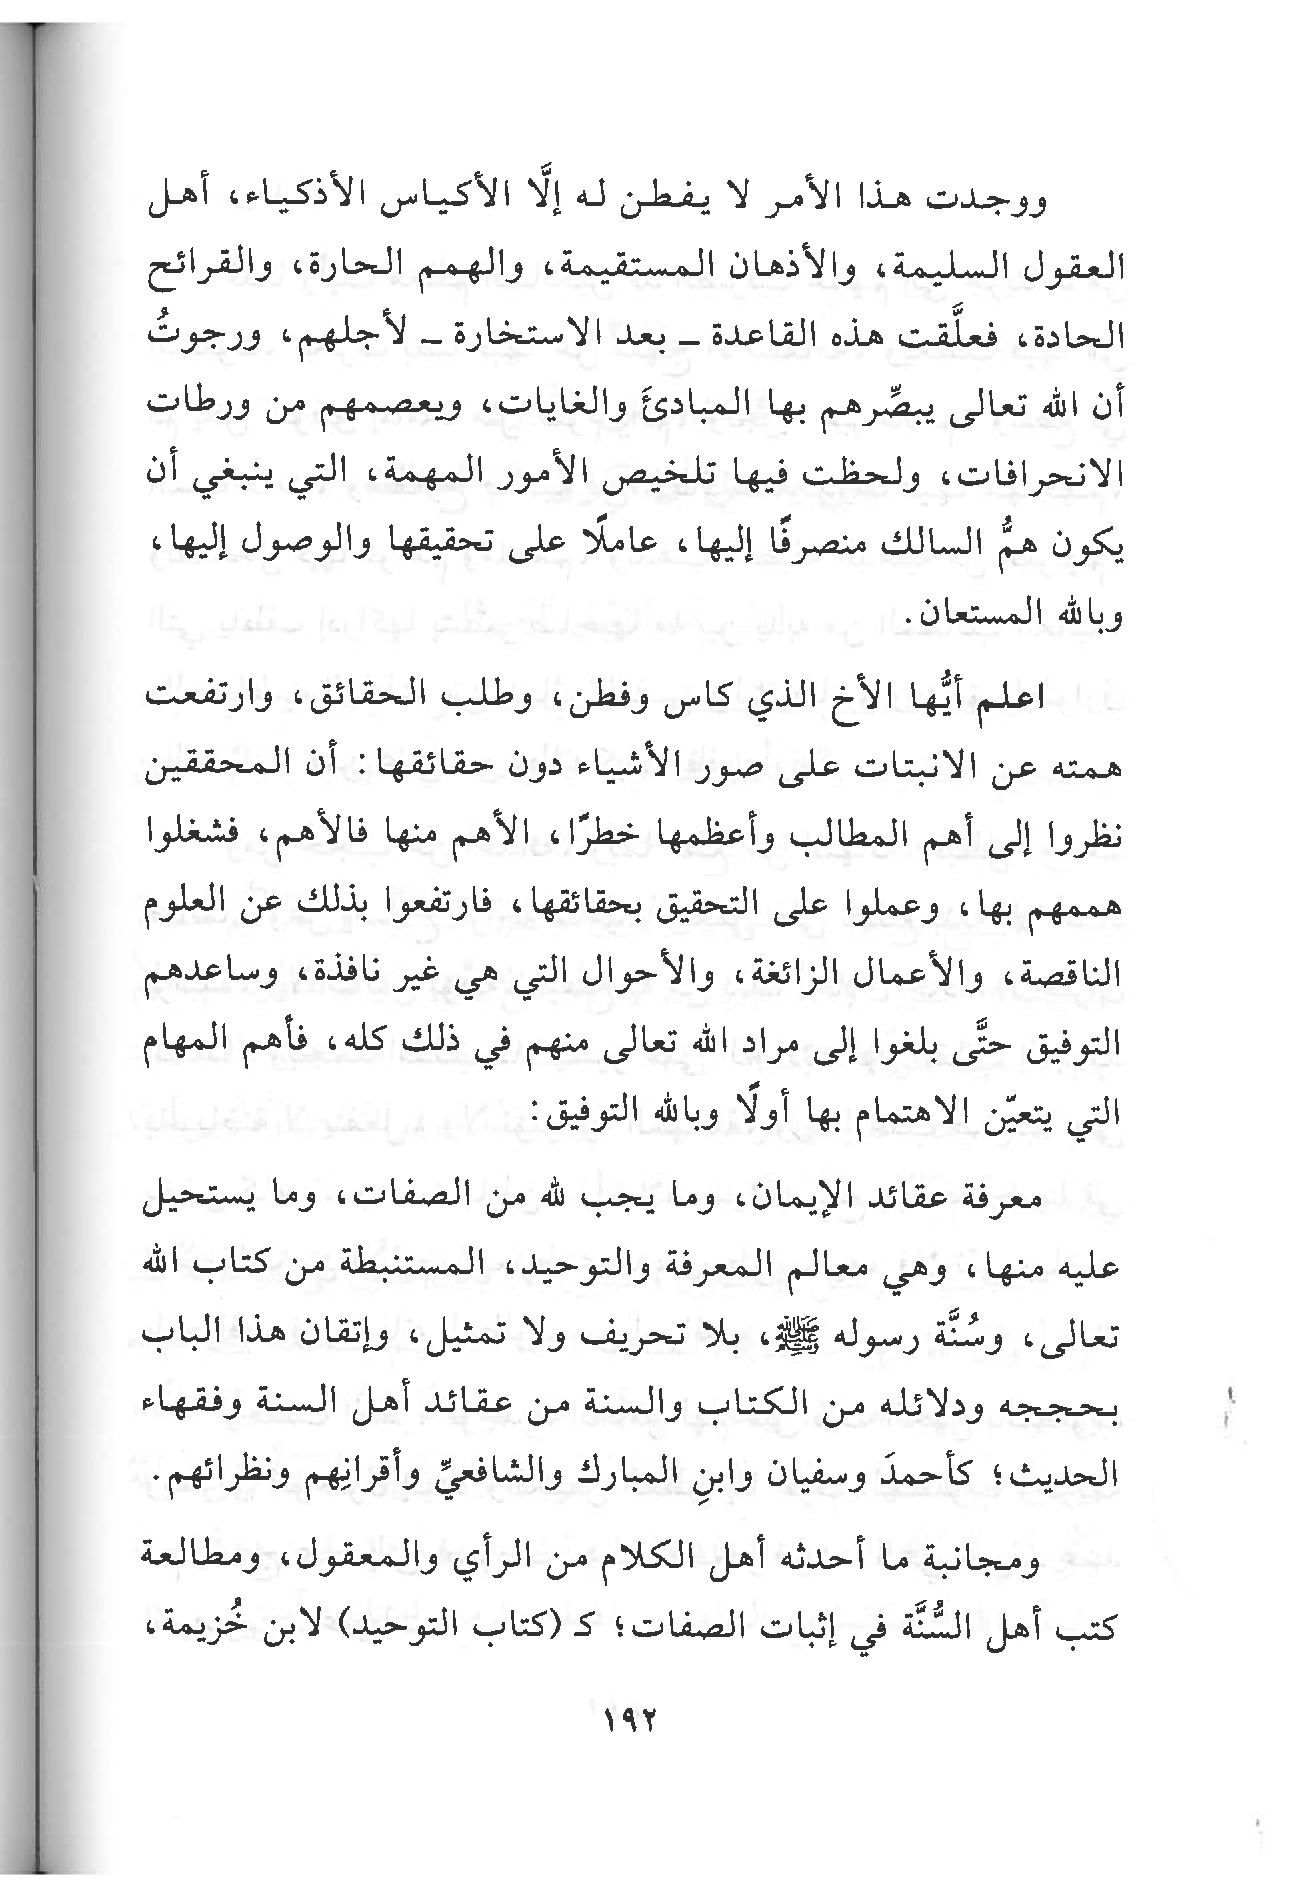 ووجدت هذا الأمر لا يفطن له إلَّا الأكياس الأذكياء، أهل
العقول السليمة، والأذهان المستقيمة، والهمم الحارة، والقرائح
الحادة، فعلَّقت هذه القاعدة ـ بعد الاستخارة ـ لأجلهم، ورجوتُ
أن الله تعالى يبصِّرهم بها المبادئَ والغايات، ويعصمهم من ورطات
الانحرافات، ولحظت فيها تلخيص الأمور المهمة، التي ينبغي أن
يكون همُّ السالك منصرفًا إليها، عاملًا على تحقيقها والوصول إليها،
وبالله المستعان.
اعلم أيُّها الأخ الذي كاس وفطن، وطلب الحقائق، وارتفعت
همته عن الانبتات على صور الأشياء دون حقائقها: أن المحققين
نظروا إلى أهم المطالب وأعظمها خطرًا، الأهم منها فالأهم، فشغلوا
هممهم بها، وعملوا على التحقيق بحقائقها، فارتفعوا بذلك عن العلوم
الناقصة، والأعمال الزائغة، والأحوال التي هي غير نافذة، وساعدهم
التوفيق حتَّى بلغوا إلى مراد الله تعالى منهم في ذلك كله، فأهم المهام
التي يتعيّن الاهتمام بها أولًا وبالله التوفيق:
معرفة عقائد الإيمان، وما يجب لله من الصفات، وما يستحيل
عليه منها، وهي معالم المعرفة والتوحيد، المستنبطة من كتاب الله
تعالى، وسُنَّة رسوله ﷺ، بلا تحريف ولا تمثيل، وإتقان هذا الباب
بحججه ودلائله من الكتاب والسنة من عقائد أهل السنة وفقهاء
الحديث؛ كأحمدَ وسفيان وابنِ المبارك والشافعيِّ وأقرانِهم ونظرائهم.
ومجانبة ما أحدثه أهل الكلام من الرأي والمعقول، ومطالعة
كتب أهل السُّنَّة في إثبات الصفات؛ كـ (كتاب التوحيد) لابن خُزيمة،
١٩٢